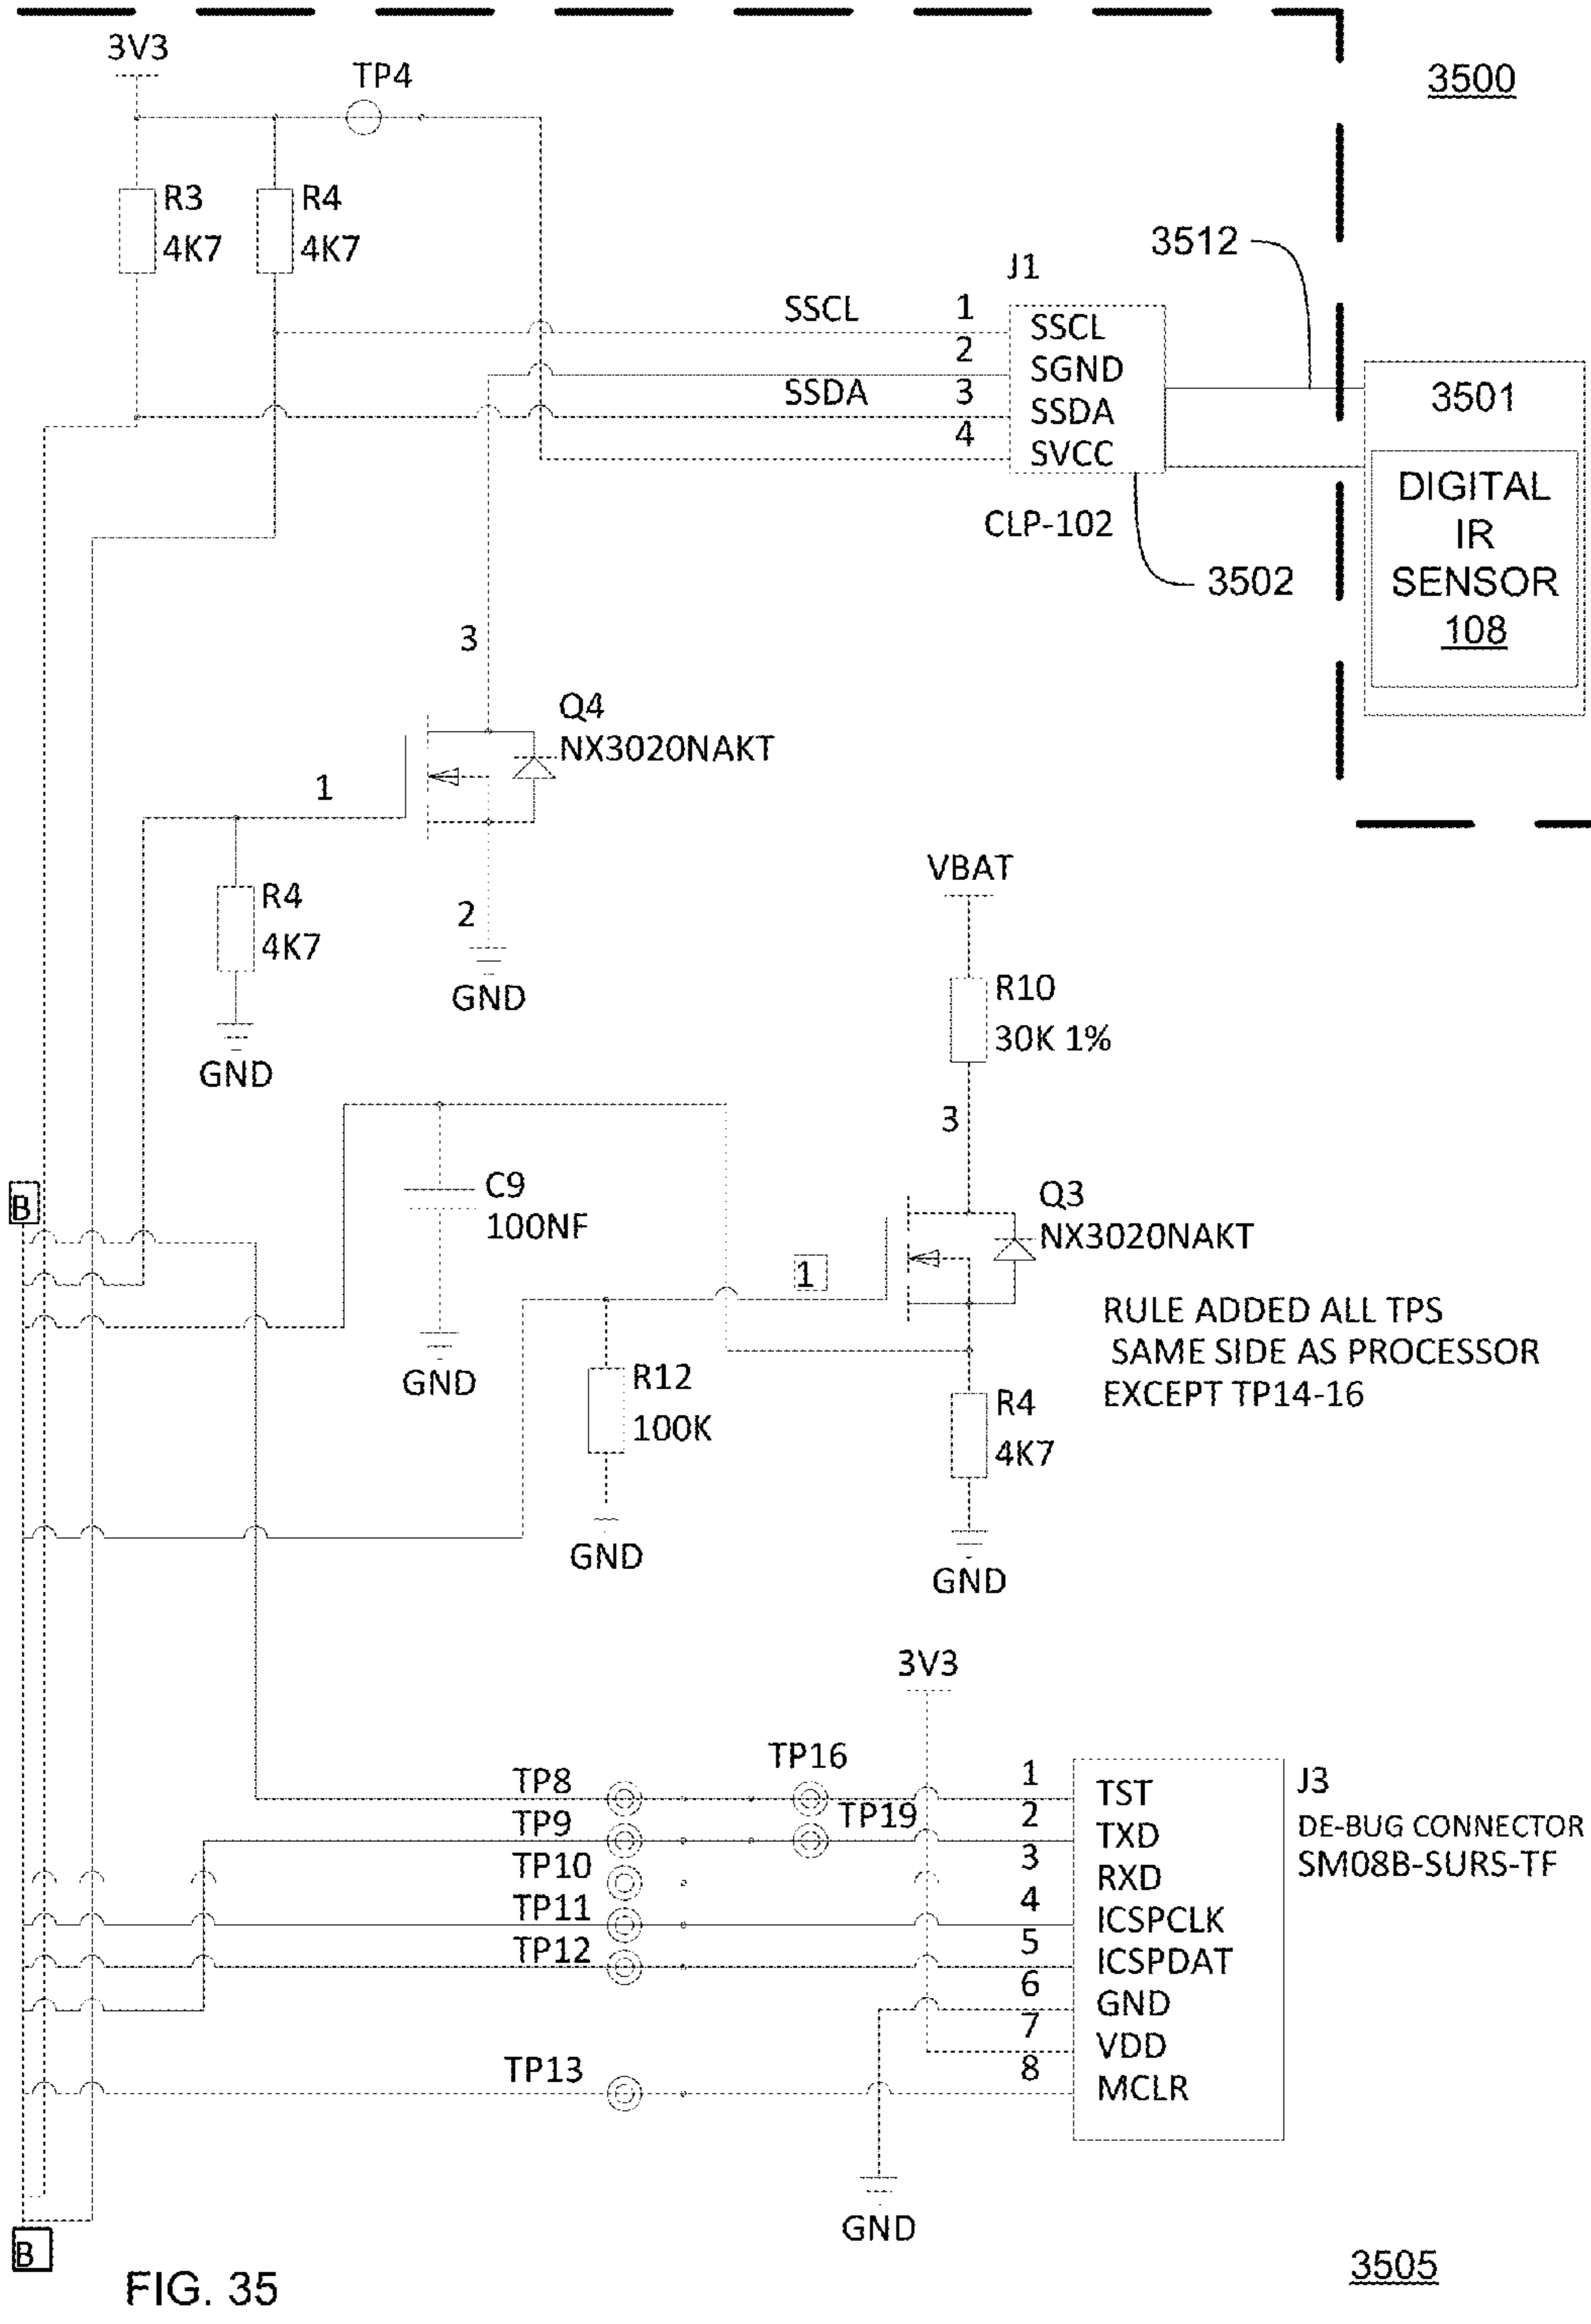 3V3
TP4
3500
R3
4K7
R4
4K7
3512
J1
SSCL
1
SSCL
2
SGND
SSDA
3
SSDA
4
SVCC
3501
DIGITAL
IR
SENSOR
108
CLP-102
3502
3
Q4
NX3020NAKT
1
R4
4K7
2
GND
GND
VBAT
R10
30K 1%
3
B
C9
100NF
Q3
NX3020NAKT
1
RULE ADDED ALL TPS
SAME SIDE AS PROCESSOR
EXCEPT TP14-16
GND
R12
100K
R4
4K7
GND
GND
3V3
TP8
TP16
1
TST
J3
TP9
TP19
2
TXD
DE-BUG CONNECTOR
SM08B-SURS-TF
TP10
3
RXD
TP11
4
ICSPCLK
TP12
5
ICSPDAT
6
GND
7
VDD
TP13
8
MCLR
GND
B
FIG. 35
3505